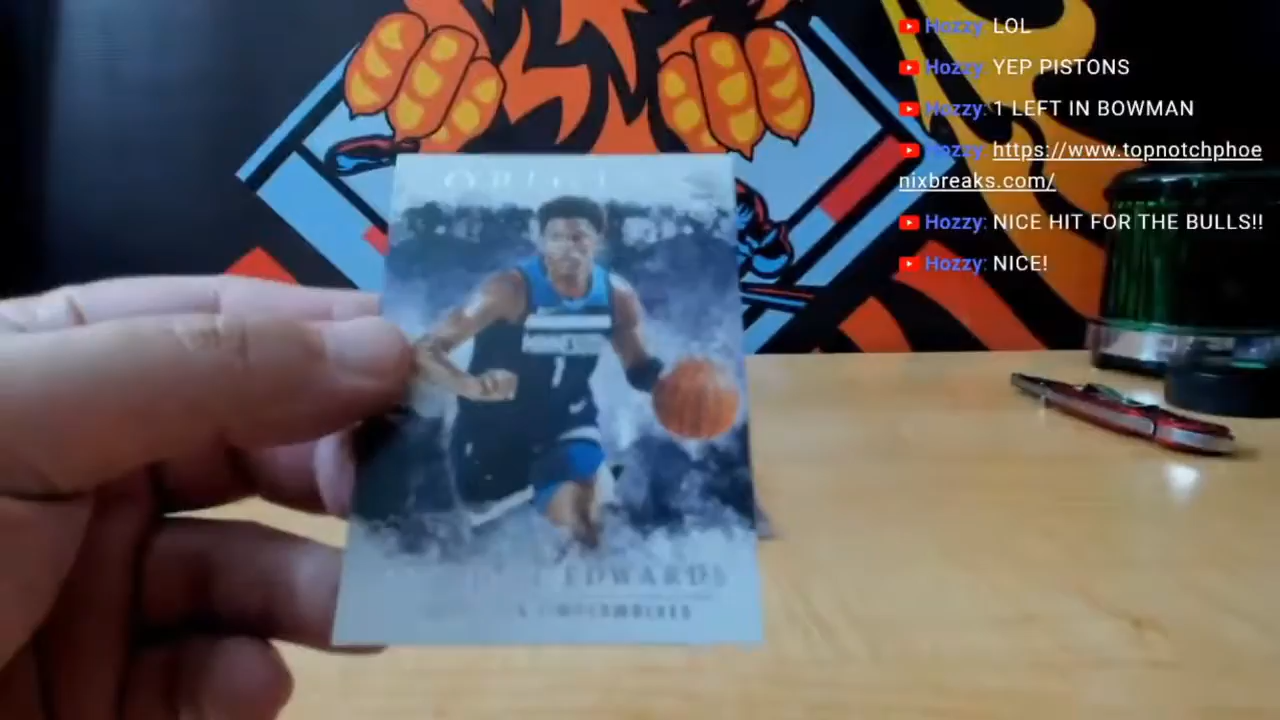 Hozzy: LOL
Hozzy: YEP PISTONS
Hozzy: 1 LEFT IN BOWMAN
Hozzy: https://www.topnotchphoe
nixbreaks.com/
Hozzy: NICE HIT FOR THE BULLS!!
Hozzy: NICE!
1
EDWARDS